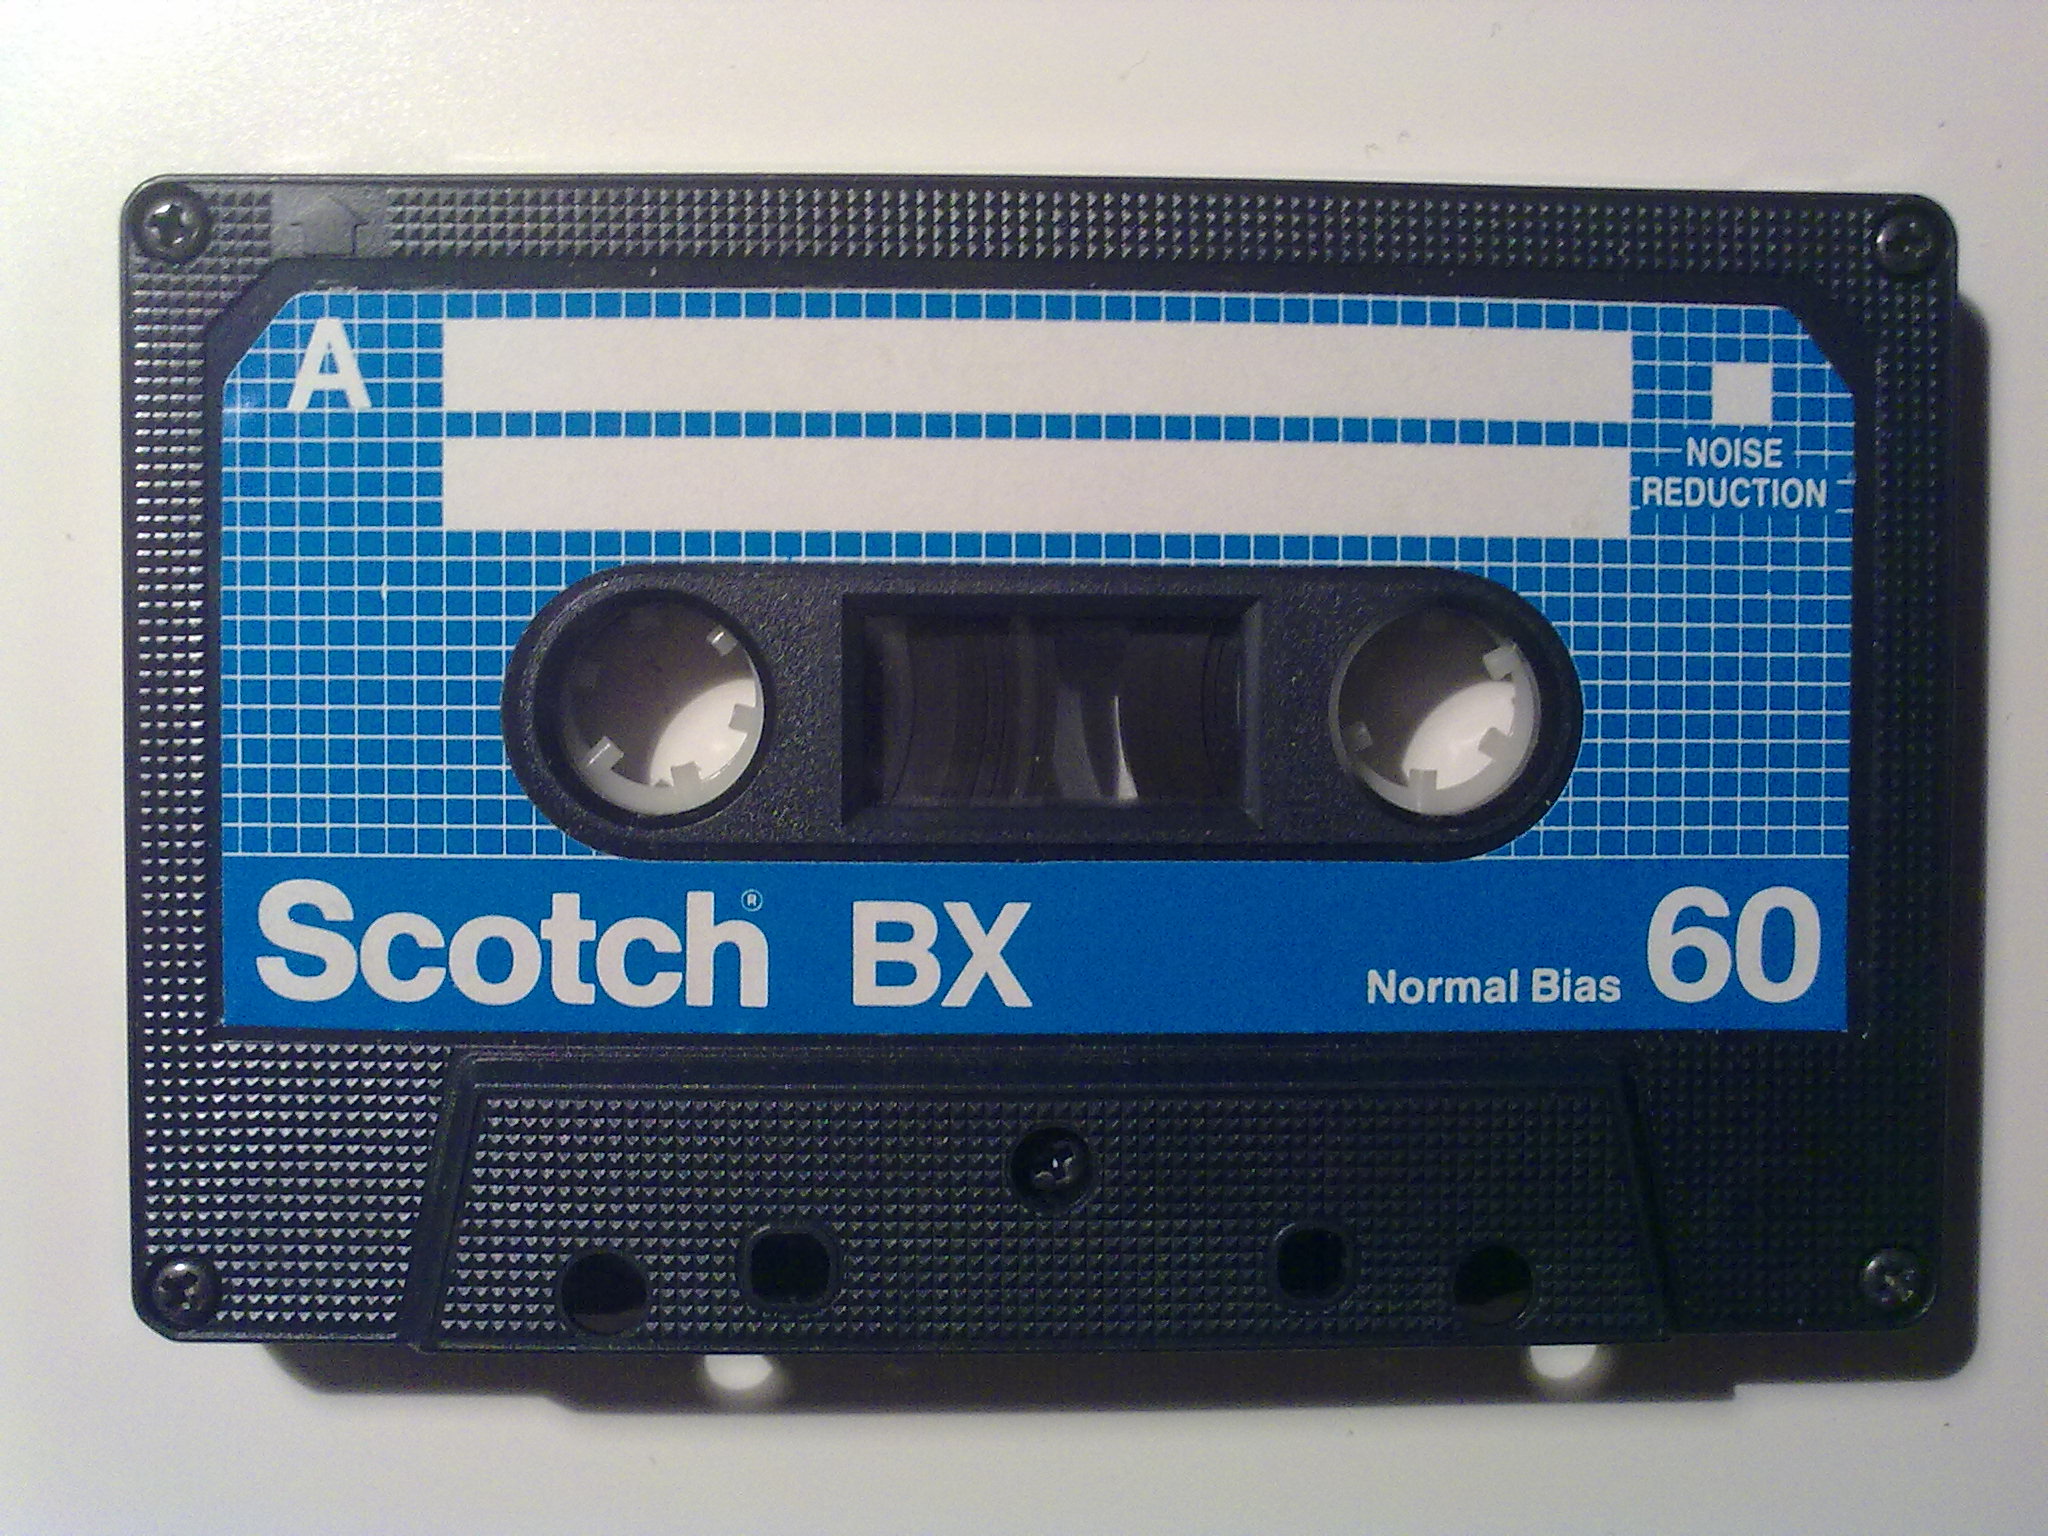 A
NOISE
REDUCTION
Scotch® BX
Normal Bias 60